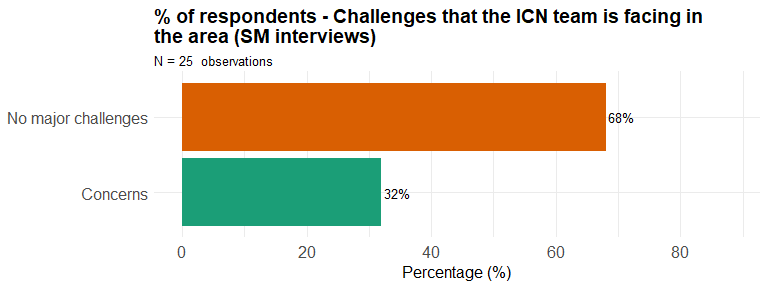 % of respondents - Challenges that the ICN team is facing in
the area (SM interviews)
N = 25  observations
No major challenges
68%
Concerns
32%
0 20 40 60 80
Percentage (%)